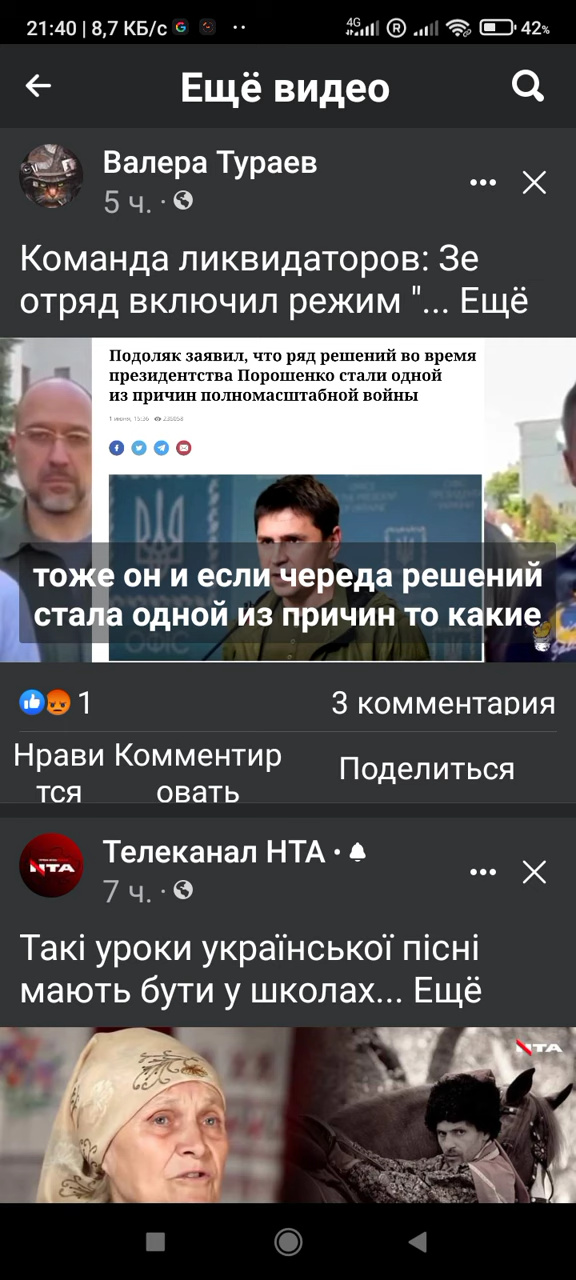 21:40 | 8,7 КБ/с
4G
R
42%
Ещё видео
Валера Тураев
5 ч. ·
Команда ликвидаторов: Зе
отряд включил режим "... Ещё
Подоляк заявил, что ряд решений во время
президентства Порошенко стали одной
из причин полномасштабной войны
тоже он и если череда решений
стала одной из причин то какие
1
3 комментария
Нрави
тся
Комментир
овать
Поделиться
NTA
Телеканал НТА ·
7 ч. ·
Такі уроки української пісні
мають бути у школах... Ещё
NTA